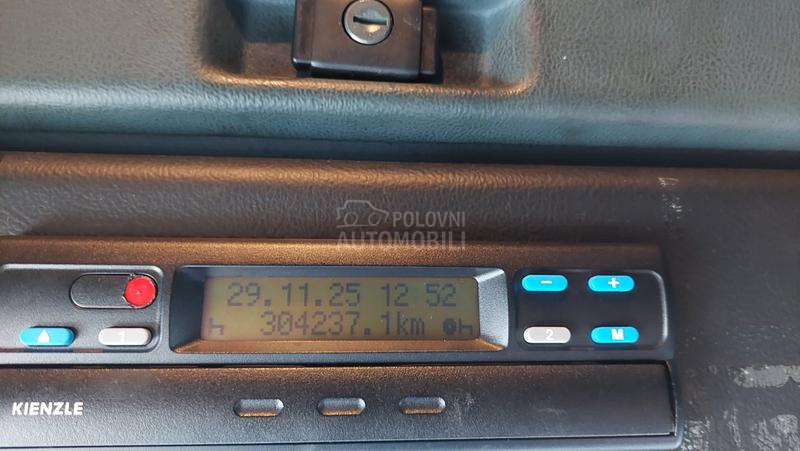 POLOVNI
AUTOMOBILI
29.11.25 12 52
304237.1km
- +
1
2 M
KIENZLE